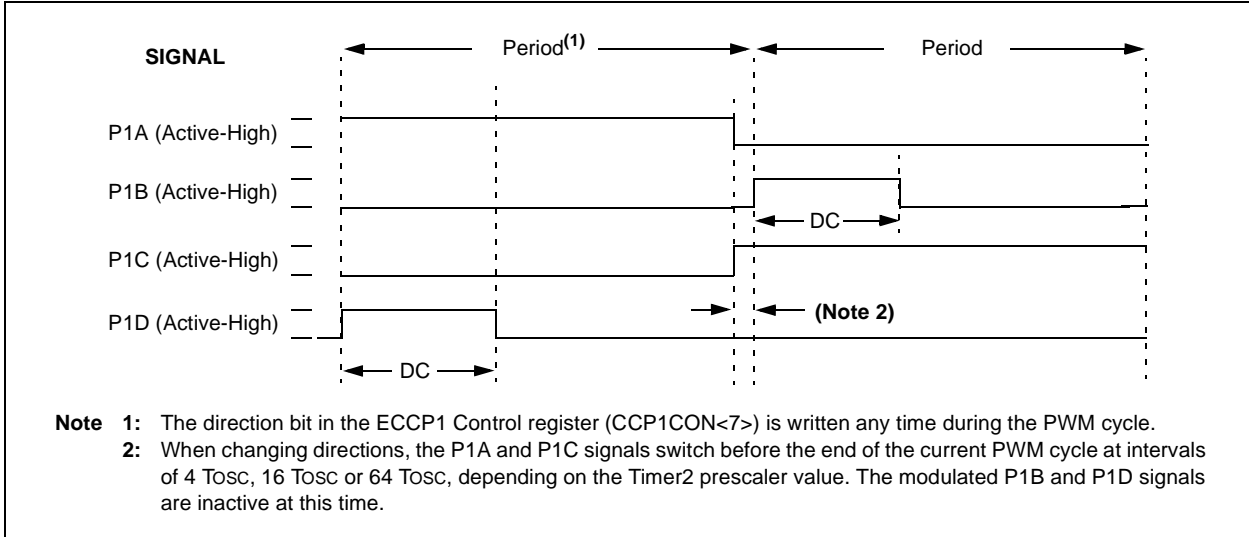 Period(1) Period
SIGNAL
P1A (Active-High)
P1B (Active-High)
DC
P1C (Active-High)
P1D (Active-High) (Note 2)
DC
Note 1: The direction bit in the ECCP1 Control register (CCP1CON<7>) is written any time during the PWM cycle.
2: When changing directions, the P1A and P1C signals switch before the end of the current PWM cycle at intervals
of 4 TOSC, 16 TOSC or 64 TOSC, depending on the Timer2 prescaler value. The modulated P1B and P1D signals
are inactive at this time.